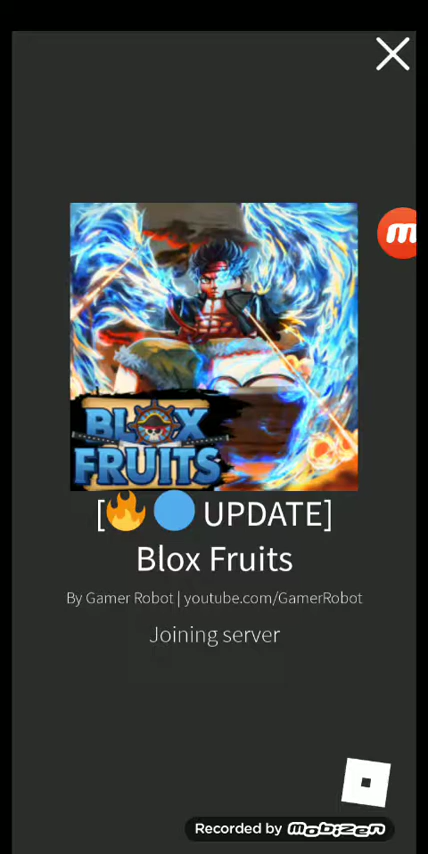 BLOX
FRUITS
[🔥🔵 UPDATE]
Blox Fruits
By Gamer Robot | youtube.com/GamerRobot
Joining server
Recorded by Mobizen